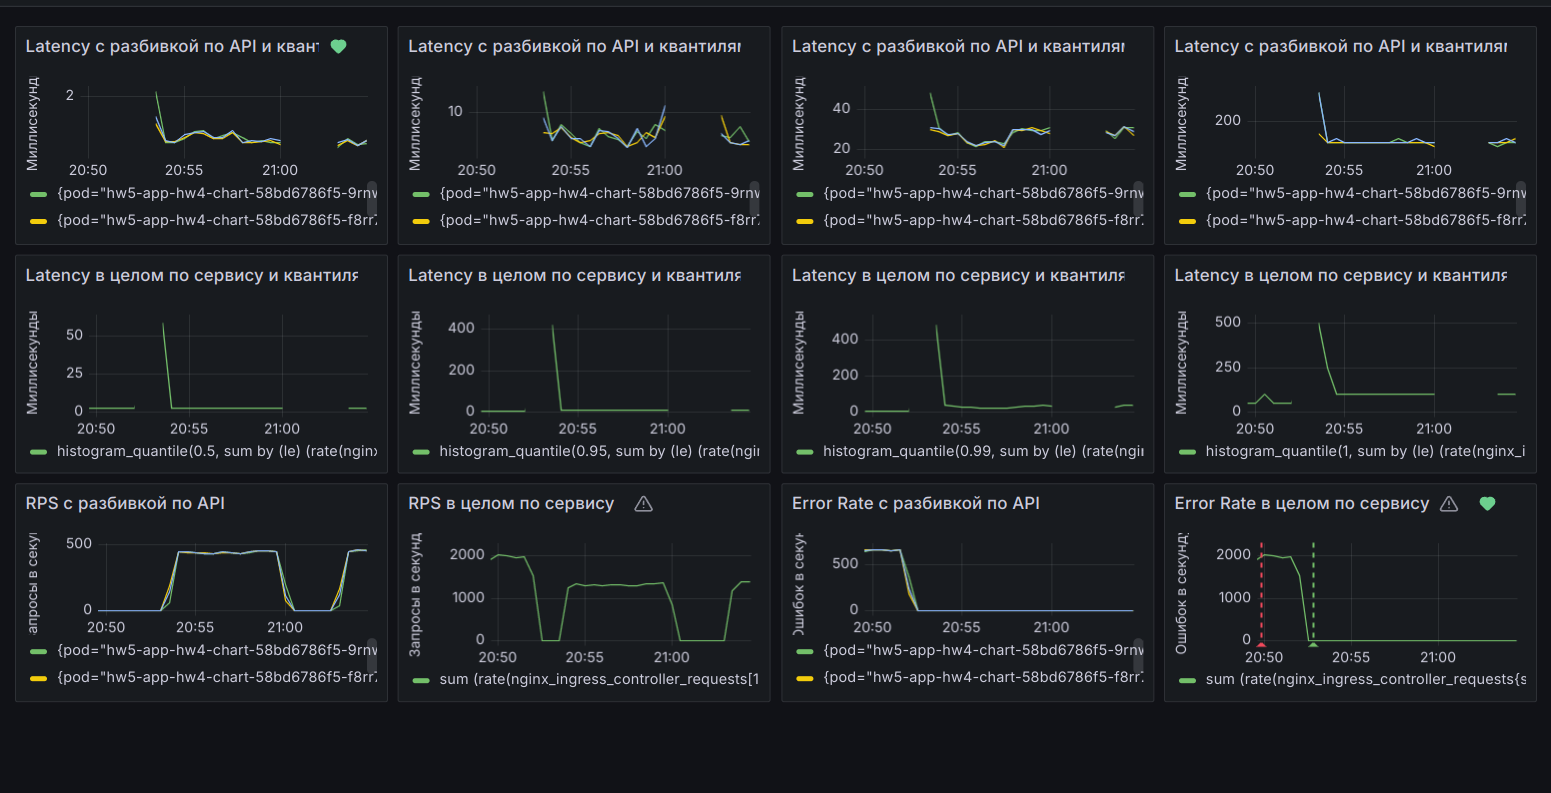 Latency с разбивкой по API и квант
Миллисекунд
2
20:50 20:55 21:00
{pod="hw5-app-hw4-chart-58bd6786f5-9rnw
{pod="hw5-app-hw4-chart-58bd6786f5-f8rr
Latency с разбивкой по API и квантилям
Миллисекунд
10
20:50 20:55 21:00
{pod="hw5-app-hw4-chart-58bd6786f5-9rnw
{pod="hw5-app-hw4-chart-58bd6786f5-f8rr
Latency с разбивкой по API и квантилям
Миллисекунд
40
20
20:50 20:55 21:00
{pod="hw5-app-hw4-chart-58bd6786f5-9rnw
{pod="hw5-app-hw4-chart-58bd6786f5-f8rr
Latency с разбивкой по API и квантилям
Миллисекунд
200
20:50 20:55 21:00
{pod="hw5-app-hw4-chart-58bd6786f5-9rnw
{pod="hw5-app-hw4-chart-58bd6786f5-f8rr
Latency в целом по сервису и квантиля
Миллисекунды
50
25
0
20:50 20:55 21:00
histogram_quantile(0.5, sum by (le) (rate(nginx
Latency в целом по сервису и квантиля
Миллисекунды
400
200
0
20:50 20:55 21:00
histogram_quantile(0.95, sum by (le) (rate(ngin
Latency в целом по сервису и квантиля
Миллисекунды
400
200
0
20:50 20:55 21:00
histogram_quantile(0.99, sum by (le) (rate(ngin
Latency в целом по сервису и квантиля
Миллисекунды
500
250
0
20:50 20:55 21:00
histogram_quantile(1, sum by (le) (rate(nginx_i
RPS с разбивкой по API
апросы в секу
500
0
20:50 20:55 21:00
{pod="hw5-app-hw4-chart-58bd6786f5-9rnw
{pod="hw5-app-hw4-chart-58bd6786f5-f8rr
RPS в целом по сервису
Запросы в секунд
2000
1000
0
20:50 20:55 21:00
sum (rate(nginx_ingress_controller_requests[1
Error Rate с разбивкой по API
Ошибок в секун
500
0
20:50 20:55 21:00
{pod="hw5-app-hw4-chart-58bd6786f5-9rnw
{pod="hw5-app-hw4-chart-58bd6786f5-f8rr
Error Rate в целом по сервису
Ошибок в секунд
2000
1000
0
20:50 20:55 21:00
sum (rate(nginx_ingress_controller_requests{s